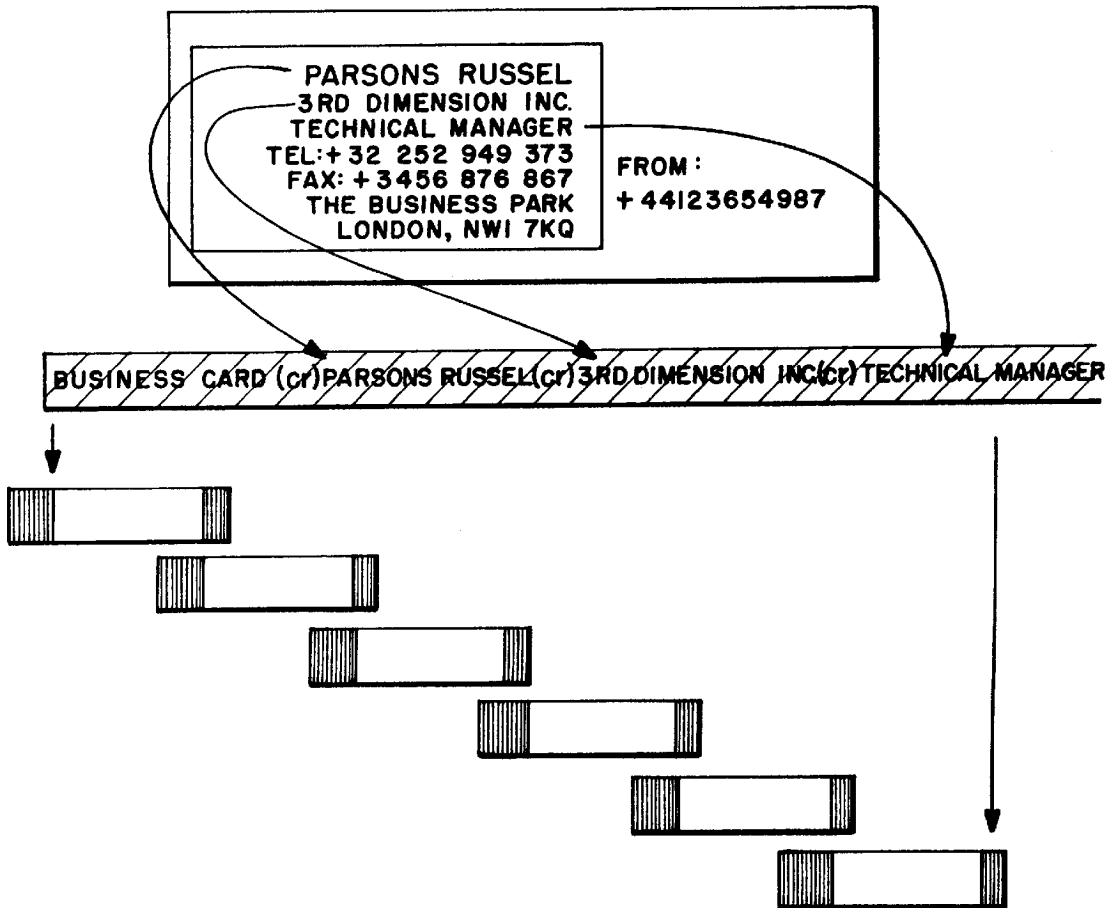 PARSONS RUSSEL
3RD DIMENSION INC.
TECHNICAL MANAGER
TEL:+32 252 949 373
FAX: +3456 876 867
THE BUSINESS PARK
LONDON, NW1 7KQ
FROM:
+44123654987
BUSINESS CARD (cr) PARSONS RUSSEL(cr) 3RD DIMENSION INC(cr) TECHNICAL MANAGER